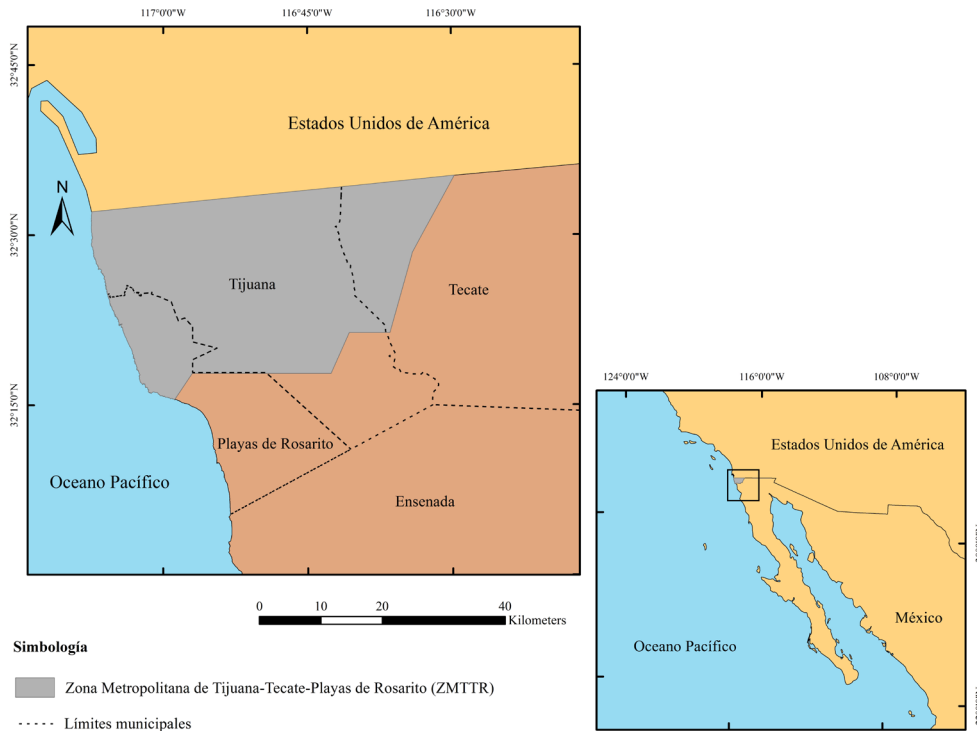 117°0'0"W 116°45'0"W 116°30'0"W
32°45'0"N
Estados Unidos de América
N
32°30'0"N
Tijuana
Tecate
32°15'0"N
Playas de Rosarito
Oceano Pacífico
Ensenada
0 10 20 40
Kilometers
Simbología
Zona Metropolitana de Tijuana-Tecate-Playas de Rosarito (ZMTTR)
Límites municipales
124°0'0"W 116°0'0"W 108°0'0"W
Estados Unidos de América
México
Oceano Pacífico